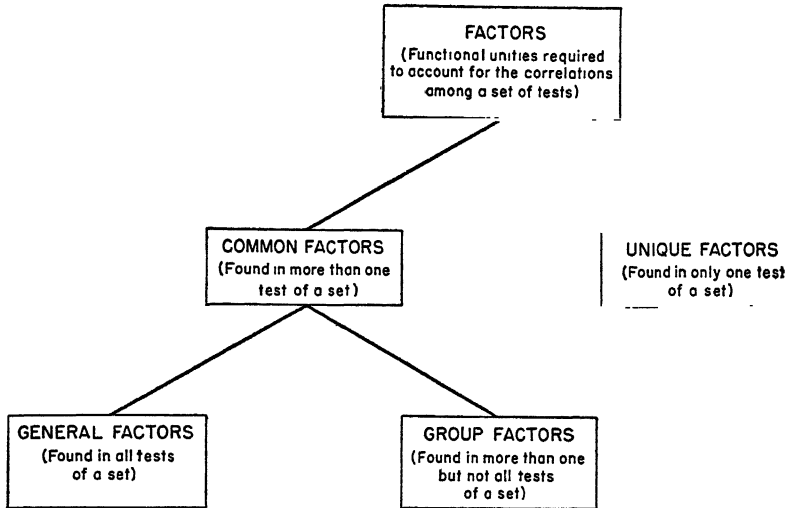 FACTORS
(Functional unities required
to account for the correlations
among a set of tests)
COMMON FACTORS
(Found in more than one
test of a set)
UNIQUE FACTORS
(Found in only one test
of a set)
GENERAL FACTORS
(Found in all tests
of a set)
GROUP FACTORS
(Found in more than one
but not all tests
of a set)